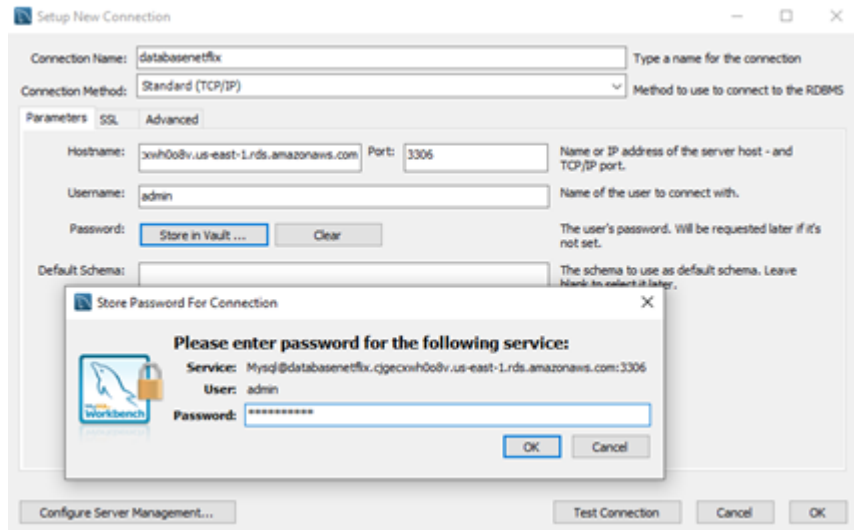 Setup New Connection
Connection Name: databasenetflix Type a name for the connection
Connection Method: Standard (TCP/IP) Method to use to connect to the RDBMS
Parameters SSL Advanced
Hostname: :xwh0o8v.us-east-1.rds.amazonaws.com Port: 3306 Name or IP address of the server host - and
TCP/IP port.
Username: admin Name of the user to connect with.
Password: Store in Vault ... Clear The user's password. Will be requested later if it's
not set.
Default Schema: The schema to use as default schema. Leave
blank to select it later.
Store Password For Connection
Please enter password for the following service:
Service: Mysql@databasenetflix.cjgecxwh0o8v.us-east-1.rds.amazonaws.com:3306
User: admin
Password: **********
MySQL
Workbench
OK Cancel
Configure Server Management... Test Connection Cancel OK